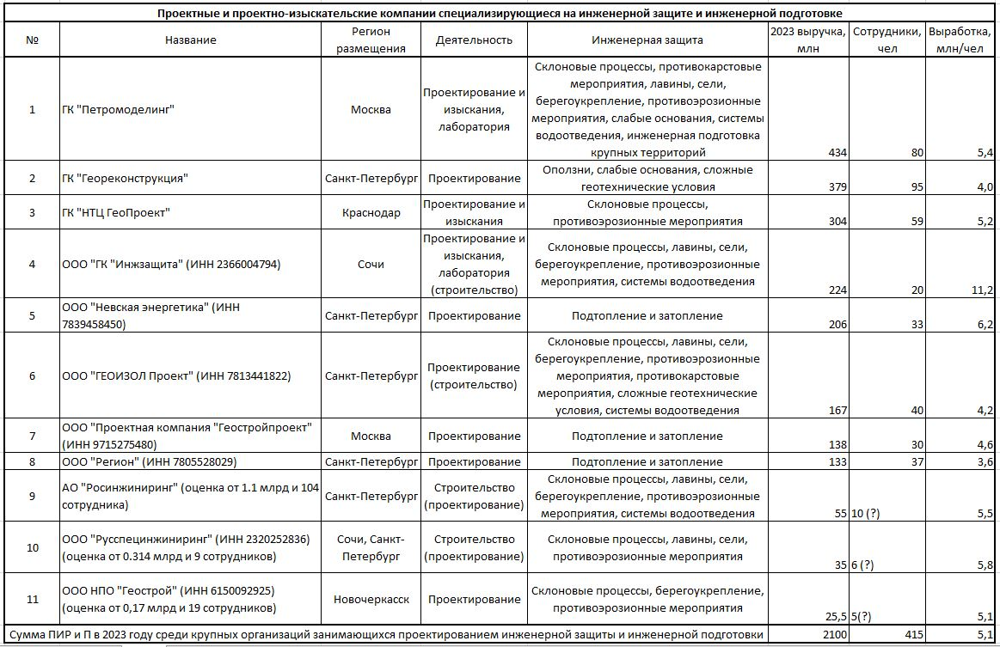 Проектные и проектно-изыскательские компании специализирующиеся на инженерной защите и инженерной подготовке
№
Название
Регион
размещения
Деятельность
Инженерная защита
2023 выручка,
млн
Сотрудники,
чел
Выработка,
млн/чел
1
ГК "Петромоделинг"
Москва
Проектирование и
изыскания,
лаборатория
Склоновые процессы, противокарстовые
мероприятия, лавины, сели,
берегоукрепление, противоэрозионные
мероприятия, слабые основания, системы
водоотведения, инженерная подготовка
крупных территорий
434
80
5,4
2
ГК "Геореконструкция"
Санкт-Петербург
Проектирование
Оползни, слабые основания, сложные
геотехнические условия
379
95
4,0
3
ГК "НТЦ ГеоПроект"
Краснодар
Проектирование и
изыскания
Склоновые процессы,
противоэрозионные мероприятия
304
59
5,2
4
ООО "ГК "Инжзащита" (ИНН 2366004794)
Сочи
Проектирование и
изыскания,
лаборатория
(строительство)
Склоновые процессы, лавины, сели,
берегоукрепление, противоэрозионные
мероприятия, системы водоотведения
224
20
11,2
5
ООО "Невская энергетика" (ИНН
7839458450)
Санкт-Петербург
Проектирование
Подтопление и затопление
206
33
6,2
6
ООО "ГЕОИЗОЛ Проект" (ИНН 7813441822)
Санкт-Петербург
Проектирование
(строительство)
Склоновые процессы, лавины, сели,
берегоукрепление, противоэрозионные
мероприятия, противокарстовые
мероприятия, сложные геотехнические
условия, системы водоотведения
167
40
4,2
7
ООО "Проектная компания "Геостройпроект"
(ИНН 9715275480)
Москва
Проектирование
Подтопление и затопление
138
30
4,6
8
ООО "Регион" (ИНН 7805528029)
Санкт-Петербург
Проектирование
Подтопление и затопление
133
37
3,6
9
АО "Росинжиниринг" (оценка от 1.1 млрд и 104
сотрудника)
Санкт-Петербург
Строительство
(проектирование)
Склоновые процессы, лавины, сели,
берегоукрепление, противоэрозионные
мероприятия, системы водоотведения
55
10 (?)
5,5
10
ООО "Русспецинжиниринг" (ИНН 2320252836)
(оценка от 0.314 млрд и 9 сотрудников)
Сочи, Санкт-
Петербург
Строительство
(проектирование)
Склоновые процессы, лавины, сели,
противоэрозионные мероприятия
35
6 (?)
5,8
11
ООО НПО "Геострой" (ИНН 6150092925)
(оценка от 0,17 млрд и 19 сотрудников)
Новочеркасск
Проектирование
Склоновые процессы, берегоукрепление,
противоэрозионные мероприятия
25,5
5(?)
5,1
Сумма ПИР и П в 2023 году среди крупных организаций занимающихся проектированием инженерной защиты и инженерной подготовки
2100
415
5,1